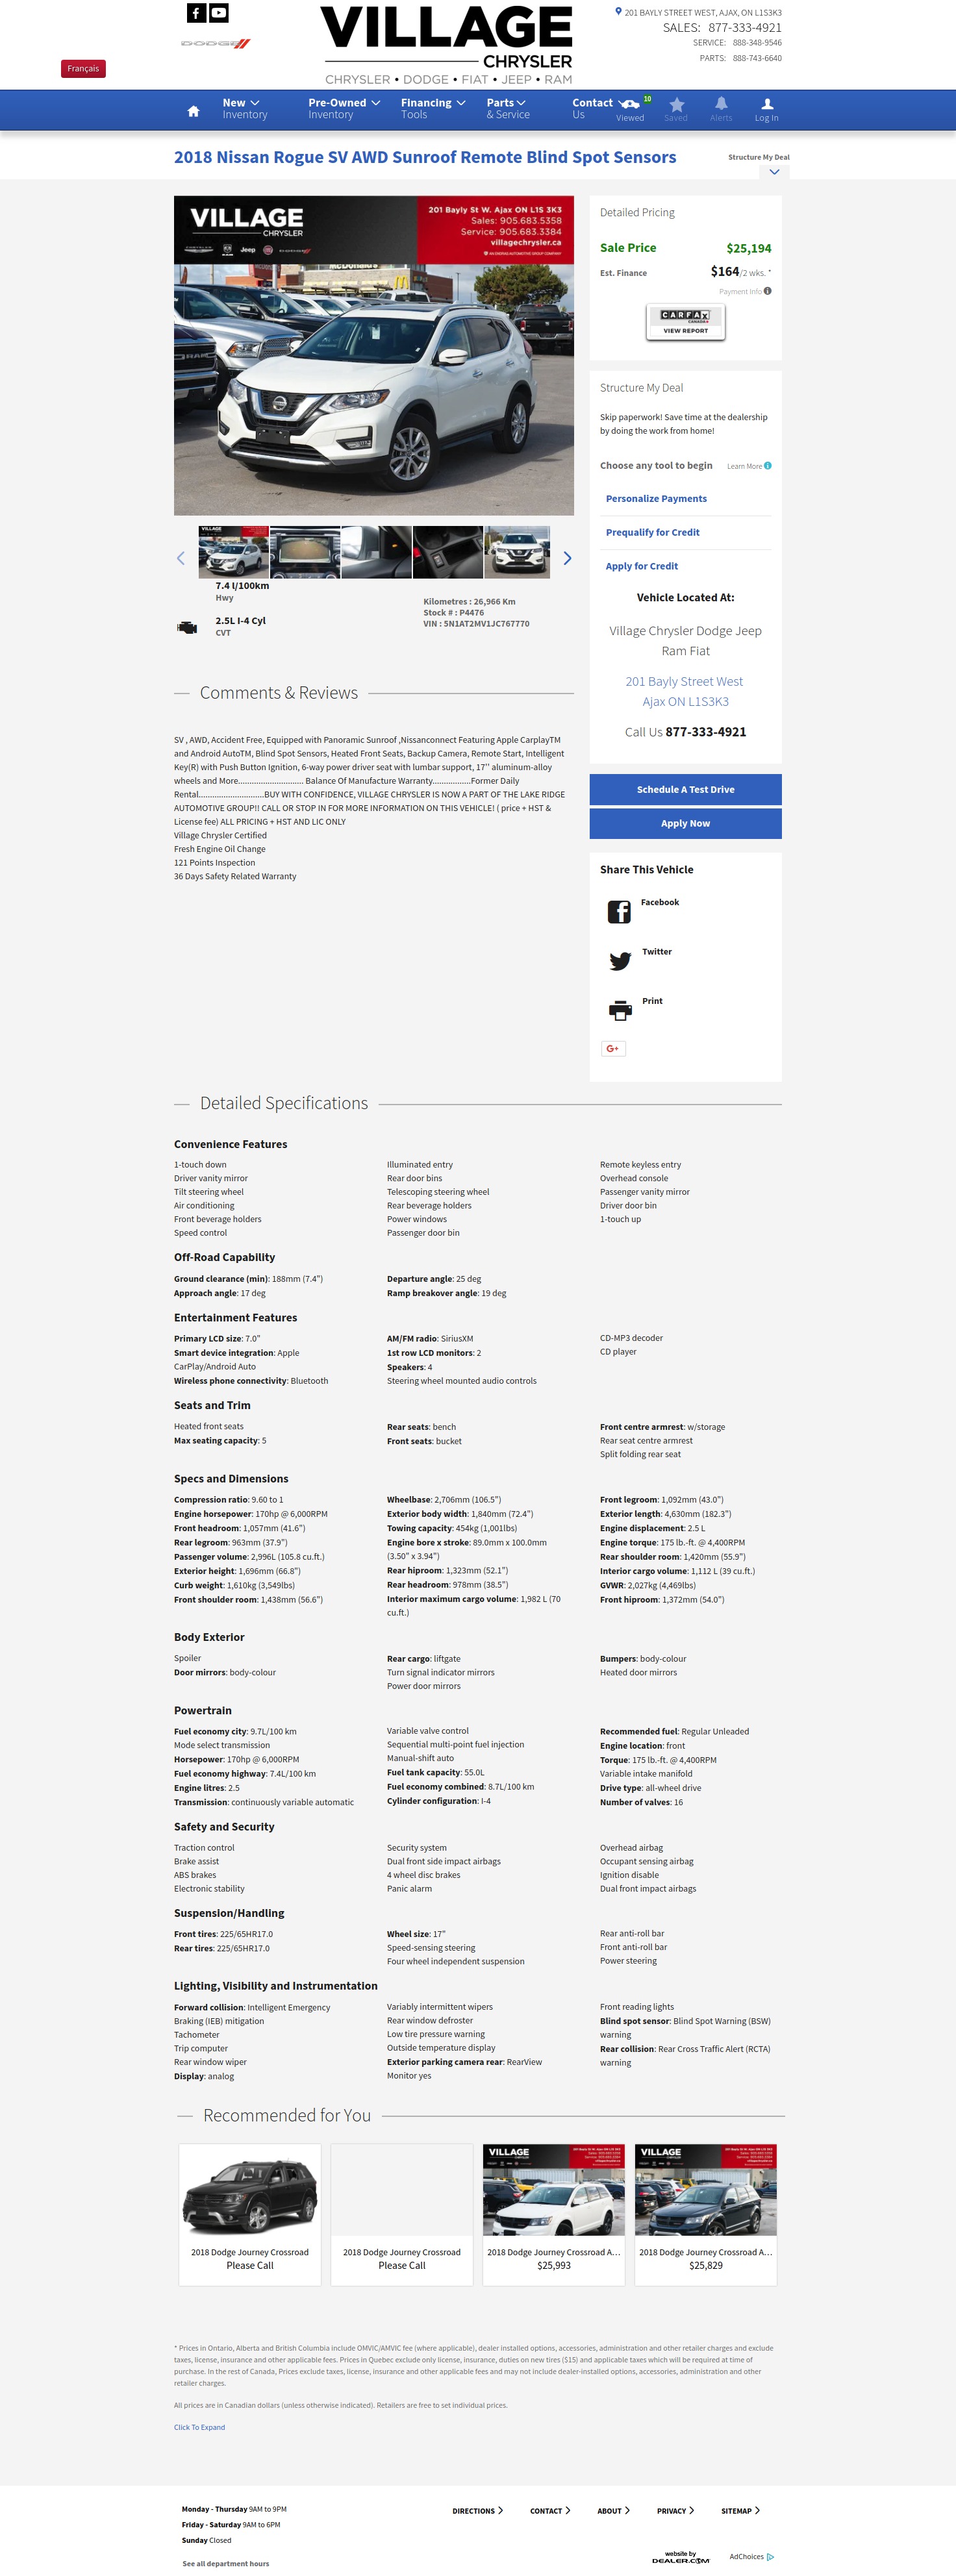 201 BAYLY STREET WEST, AJAX, ON L1S3K3
VILLAGE
CHRYSLER
CHRYSLER • DODGE • FIAT • JEEP • RAM
SALES: 877-333-4921
SERVICE: 888-348-9546
PARTS: 888-743-6640
DODGE
Français
New Inventory
Pre-Owned Inventory
Financing Tools
Parts & Service
Contact Us
10
Viewed
Saved
Alerts
Log In
2018 Nissan Rogue SV AWD Sunroof Remote Blind Spot Sensors
Structure My Deal
VILLAGE
CHRYSLER
Jeep
201 Bayly St W. Ajax ON L1S 3K3
Sales: 905.683.5358
Service: 905.683.3384
villagechrysler.ca
McDonald's
7.4 l/100km
Hwy
2.5L I-4 Cyl
CVT
Kilometres : 26,966 Km
Stock # : P4476
VIN : 5N1AT2MV1JC767770
Detailed Pricing
Sale Price $25,194
Est. Finance $164/2 wks. *
Payment Info
CARFAX
CANADA
VIEW REPORT
Structure My Deal
Skip paperwork! Save time at the dealership
by doing the work from home!
Choose any tool to begin Learn More
Personalize Payments
Prequalify for Credit
Apply for Credit
Vehicle Located At:
Village Chrysler Dodge Jeep
Ram Fiat
201 Bayly Street West
Ajax ON L1S3K3
Call Us 877-333-4921
Schedule A Test Drive
Apply Now
Share This Vehicle
Facebook
Twitter
Print
G+
Comments & Reviews
SV , AWD, Accident Free, Equipped with Panoramic Sunroof ,Nissanconnect Featuring Apple CarplayTM
and Android AutoTM, Blind Spot Sensors, Heated Front Seats, Backup Camera, Remote Start, Intelligent
Key(R) with Push Button Ignition, 6-way power driver seat with lumbar support, 17'' aluminum-alloy
wheels and More............................. Balance Of Manufacture Warranty.................Former Daily
Rental.............................BUY WITH CONFIDENCE, VILLAGE CHRYSLER IS NOW A PART OF THE LAKE RIDGE
AUTOMOTIVE GROUP!! CALL OR STOP IN FOR MORE INFORMATION ON THIS VEHICLE! ( price + HST &
License fee) ALL PRICING + HST AND LIC ONLY
Village Chrysler Certified
Fresh Engine Oil Change
121 Points Inspection
36 Days Safety Related Warranty
Detailed Specifications
Convenience Features
1-touch down
Driver vanity mirror
Tilt steering wheel
Air conditioning
Front beverage holders
Speed control
Illuminated entry
Rear door bins
Telescoping steering wheel
Rear beverage holders
Power windows
Passenger door bin
Remote keyless entry
Overhead console
Passenger vanity mirror
Driver door bin
1-touch up
Off-Road Capability
Ground clearance (min): 188mm (7.4")
Approach angle: 17 deg
Departure angle: 25 deg
Ramp breakover angle: 19 deg
Entertainment Features
Primary LCD size: 7.0"
Smart device integration: Apple
CarPlay/Android Auto
Wireless phone connectivity: Bluetooth
AM/FM radio: SiriusXM
1st row LCD monitors: 2
Speakers: 4
Steering wheel mounted audio controls
CD-MP3 decoder
CD player
Seats and Trim
Heated front seats
Max seating capacity: 5
Rear seats: bench
Front seats: bucket
Front centre armrest: w/storage
Rear seat centre armrest
Split folding rear seat
Specs and Dimensions
Compression ratio: 9.60 to 1
Engine horsepower: 170hp @ 6,000RPM
Front headroom: 1,057mm (41.6")
Rear legroom: 963mm (37.9")
Passenger volume: 2,996L (105.8 cu.ft.)
Exterior height: 1,696mm (66.8")
Curb weight: 1,610kg (3,549lbs)
Front shoulder room: 1,438mm (56.6")
Wheelbase: 2,706mm (106.5")
Exterior body width: 1,840mm (72.4")
Towing capacity: 454kg (1,001lbs)
Engine bore x stroke: 89.0mm x 100.0mm
(3.50" x 3.94")
Rear hiproom: 1,323mm (52.1")
Rear headroom: 978mm (38.5")
Interior maximum cargo volume: 1,982 L (70
cu.ft.)
Front legroom: 1,092mm (43.0")
Exterior length: 4,630mm (182.3")
Engine displacement: 2.5 L
Engine torque: 175 lb.-ft. @ 4,400RPM
Rear shoulder room: 1,420mm (55.9")
Interior cargo volume: 1,112 L (39 cu.ft.)
GVWR: 2,027kg (4,469lbs)
Front hiproom: 1,372mm (54.0")
Body Exterior
Spoiler
Door mirrors: body-colour
Rear cargo: liftgate
Turn signal indicator mirrors
Power door mirrors
Bumpers: body-colour
Heated door mirrors
Powertrain
Fuel economy city: 9.7L/100 km
Mode select transmission
Horsepower: 170hp @ 6,000RPM
Fuel economy highway: 7.4L/100 km
Engine litres: 2.5
Transmission: continuously variable automatic
Variable valve control
Sequential multi-point fuel injection
Manual-shift auto
Fuel tank capacity: 55.0L
Fuel economy combined: 8.7L/100 km
Cylinder configuration: I-4
Recommended fuel: Regular Unleaded
Engine location: front
Torque: 175 lb.-ft. @ 4,400RPM
Variable intake manifold
Drive type: all-wheel drive
Number of valves: 16
Safety and Security
Traction control
Brake assist
ABS brakes
Electronic stability
Security system
Dual front side impact airbags
4 wheel disc brakes
Panic alarm
Overhead airbag
Occupant sensing airbag
Ignition disable
Dual front impact airbags
Suspension/Handling
Front tires: 225/65HR17.0
Rear tires: 225/65HR17.0
Wheel size: 17"
Speed-sensing steering
Four wheel independent suspension
Rear anti-roll bar
Front anti-roll bar
Power steering
Lighting, Visibility and Instrumentation
Forward collision: Intelligent Emergency
Braking (IEB) mitigation
Tachometer
Trip computer
Rear window wiper
Display: analog
Variably intermittent wipers
Rear window defroster
Low tire pressure warning
Outside temperature display
Exterior parking camera rear: RearView
Monitor yes
Front reading lights
Blind spot sensor: Blind Spot Warning (BSW)
warning
Rear collision: Rear Cross Traffic Alert (RCTA)
warning
Recommended for You
VILLAGE
VILLAGE
2018 Dodge Journey Crossroad
Please Call
2018 Dodge Journey Crossroad
Please Call
2018 Dodge Journey Crossroad A...
$25,993
2018 Dodge Journey Crossroad A...
$25,829
* Prices in Ontario, Alberta and British Columbia include OMVIC/AMVIC fee (where applicable), dealer installed options, accessories, administration and other retailer charges and exclude
taxes, license, insurance and other applicable fees. Prices in Quebec exclude only license, insurance, duties on new tires ($15) and applicable taxes which will be required at time of
purchase. In the rest of Canada, Prices exclude taxes, license, insurance and other applicable fees and may not include dealer-installed options, accessories, administration and other
retailer charges.
All prices are in Canadian dollars (unless otherwise indicated). Retailers are free to set individual prices.
Click To Expand
Monday - Thursday 9AM to 9PM
Friday - Saturday 9AM to 6PM
Sunday Closed
See all department hours
DIRECTIONS
CONTACT
ABOUT
PRIVACY
SITEMAP
website by
DEALER.COM
AdChoices